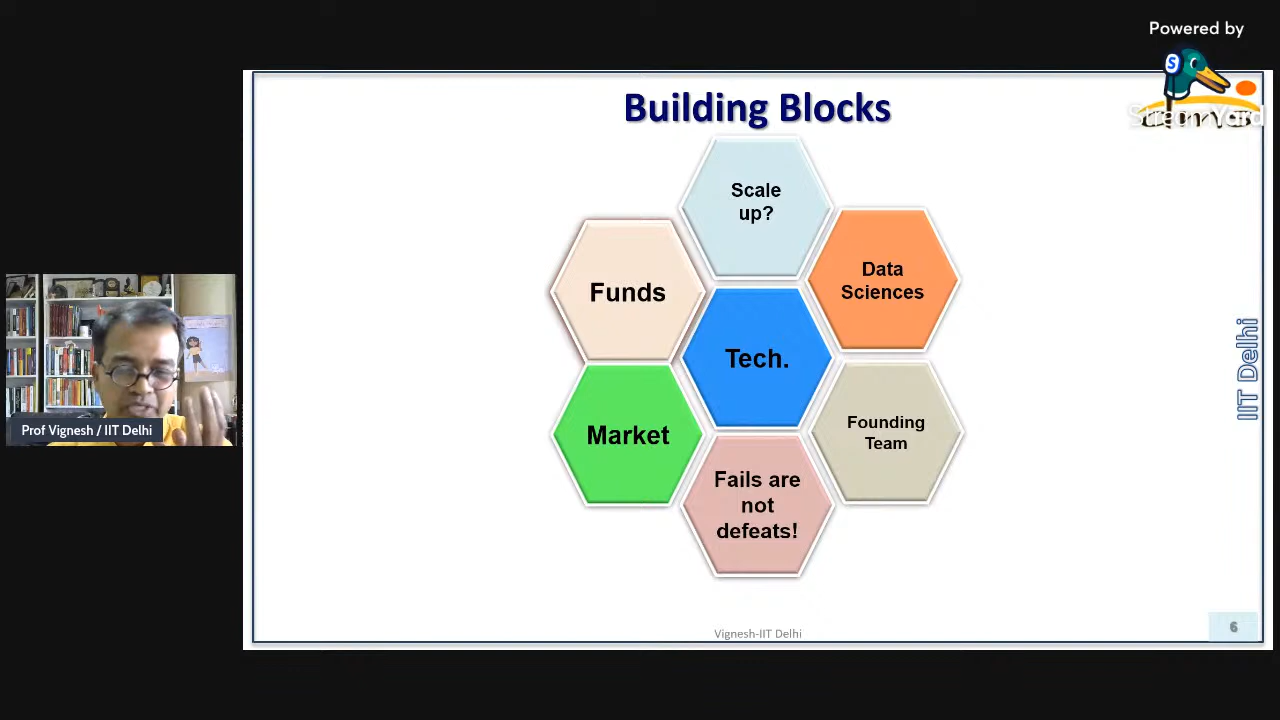 Powered by
Building Blocks
Scale
up?
Funds
Data
Sciences
Tech.
Market
Founding
Team
Fails are
not
defeats!
IIT Delhi
Prof Vignesh / IIT Delhi
Vignesh-IIT Delhi
6